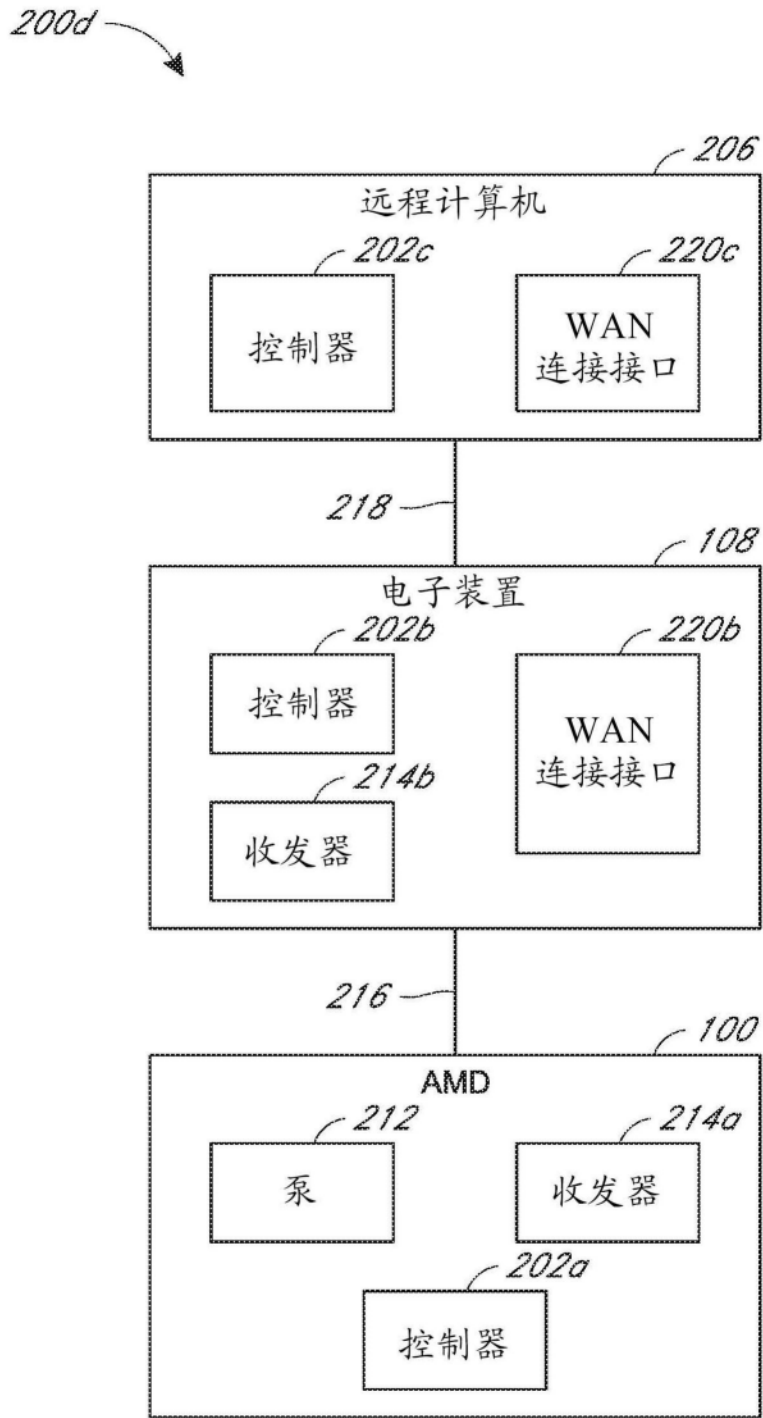 200d
206
远程计算机
202c
220c
控制器
WAN
连接接口
218
108
电子装置
202b
220b
控制器
WAN
连接接口
214b
收发器
216
100
AMD
212
214a
泵
收发器
202a
控制器